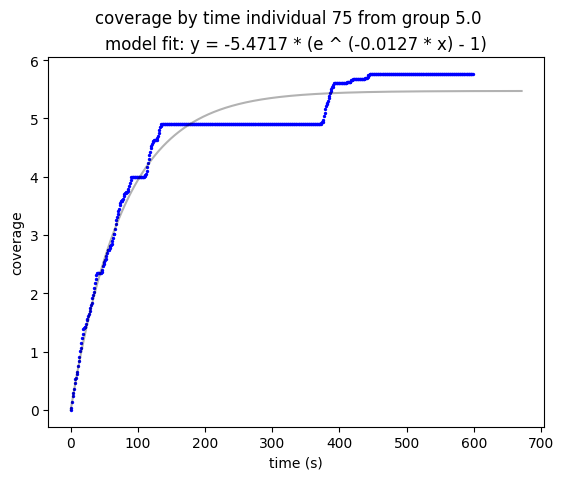 coverage by time individual 75 from group 5.0
model fit: y = -5.4717 * (e ^ (-0.0127 * x) - 1)
6
5
4
3
2
1
0
coverage
0 100 200 300 400 500 600 700
time (s)